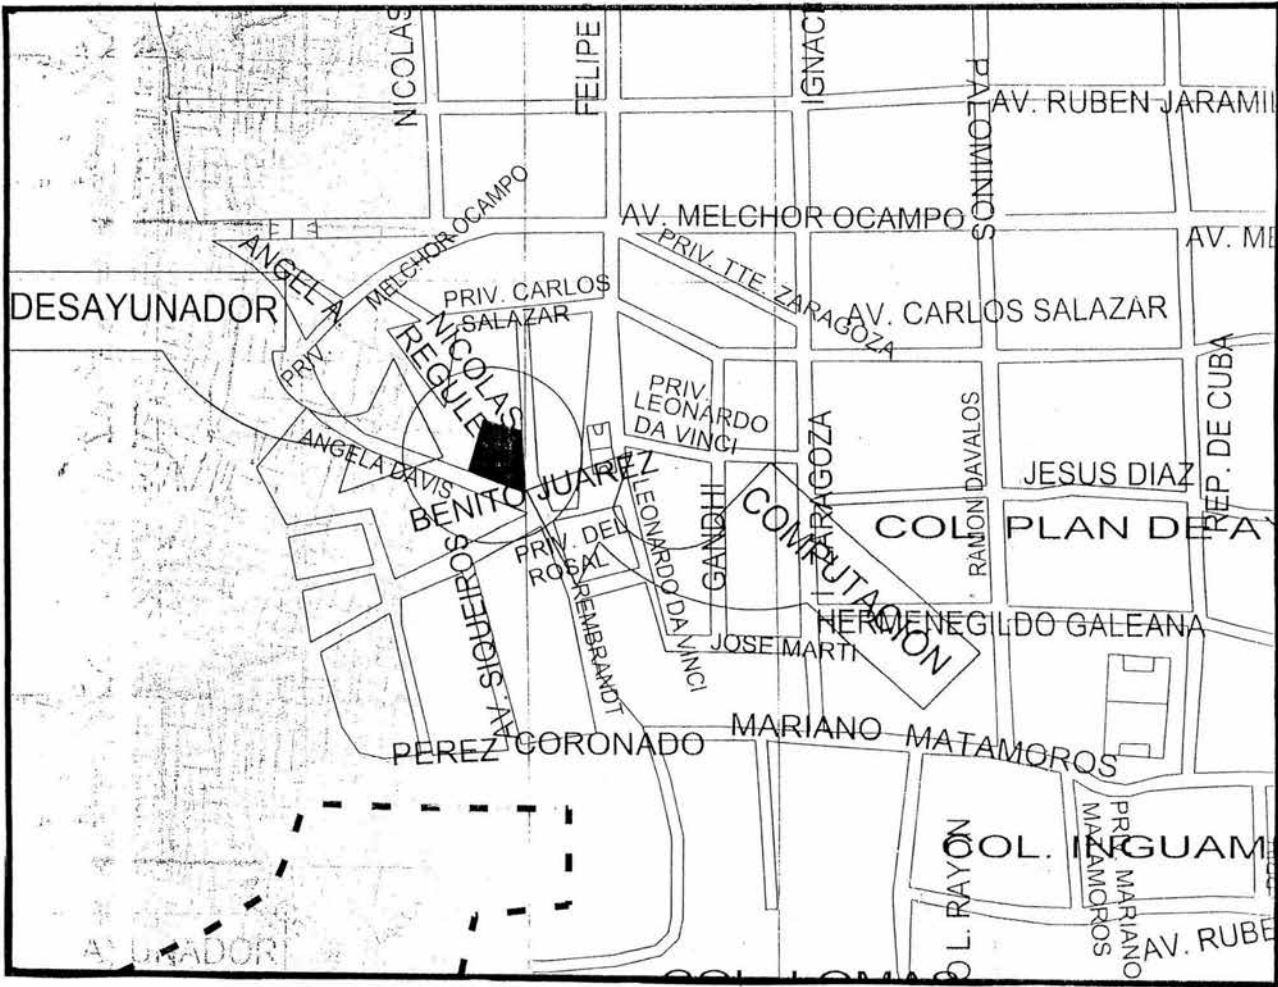 NICOLAS
FELIPE
IGNACI
PALOMINOS
AV. RUBEN JARAMIL
AV. MELCHOR OCAMPO
AV. ME
MELCHOR OCAMPO
PRIV. TTE. ZARAGOZA
ANGEL A.
DESAYUNADOR
PRIV. CARLOS
SALAZAR
AV. CARLOS SALAZAR
NICOLAS
REGULES
PRIV.
PRIV.
LEONARDO
DA VINCI
REP. DE CUBA
ANGELA DAVIS
BENITO JUAREZ
I. ZARAGOZA
RAMON DAVALOS
JESUS DIAZ
GANDHI
COMPUTACION
COL. PLAN DE A
PRIV. DEL
ROSAL
LEONARDO DA VINCI
REMBRANDT
AV. SIQUEIROS
HERMENEGILDO GALEANA
JOSE MARTI
PEREZ CORONADO
MARIANO MATAMOROS
PRIV. MARIANO
MATAMOROS
COL. INGUAM
L. RAYON
AV. RUBE
COL. LOMAS